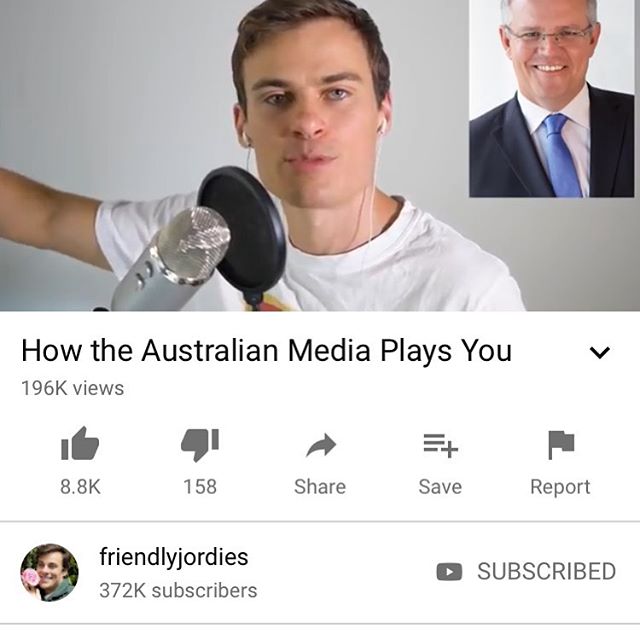 How the Australian Media Plays You
196K views
8.8K
158
Share
Save
Report
friendlyjordies
372K subscribers
SUBSCRIBED